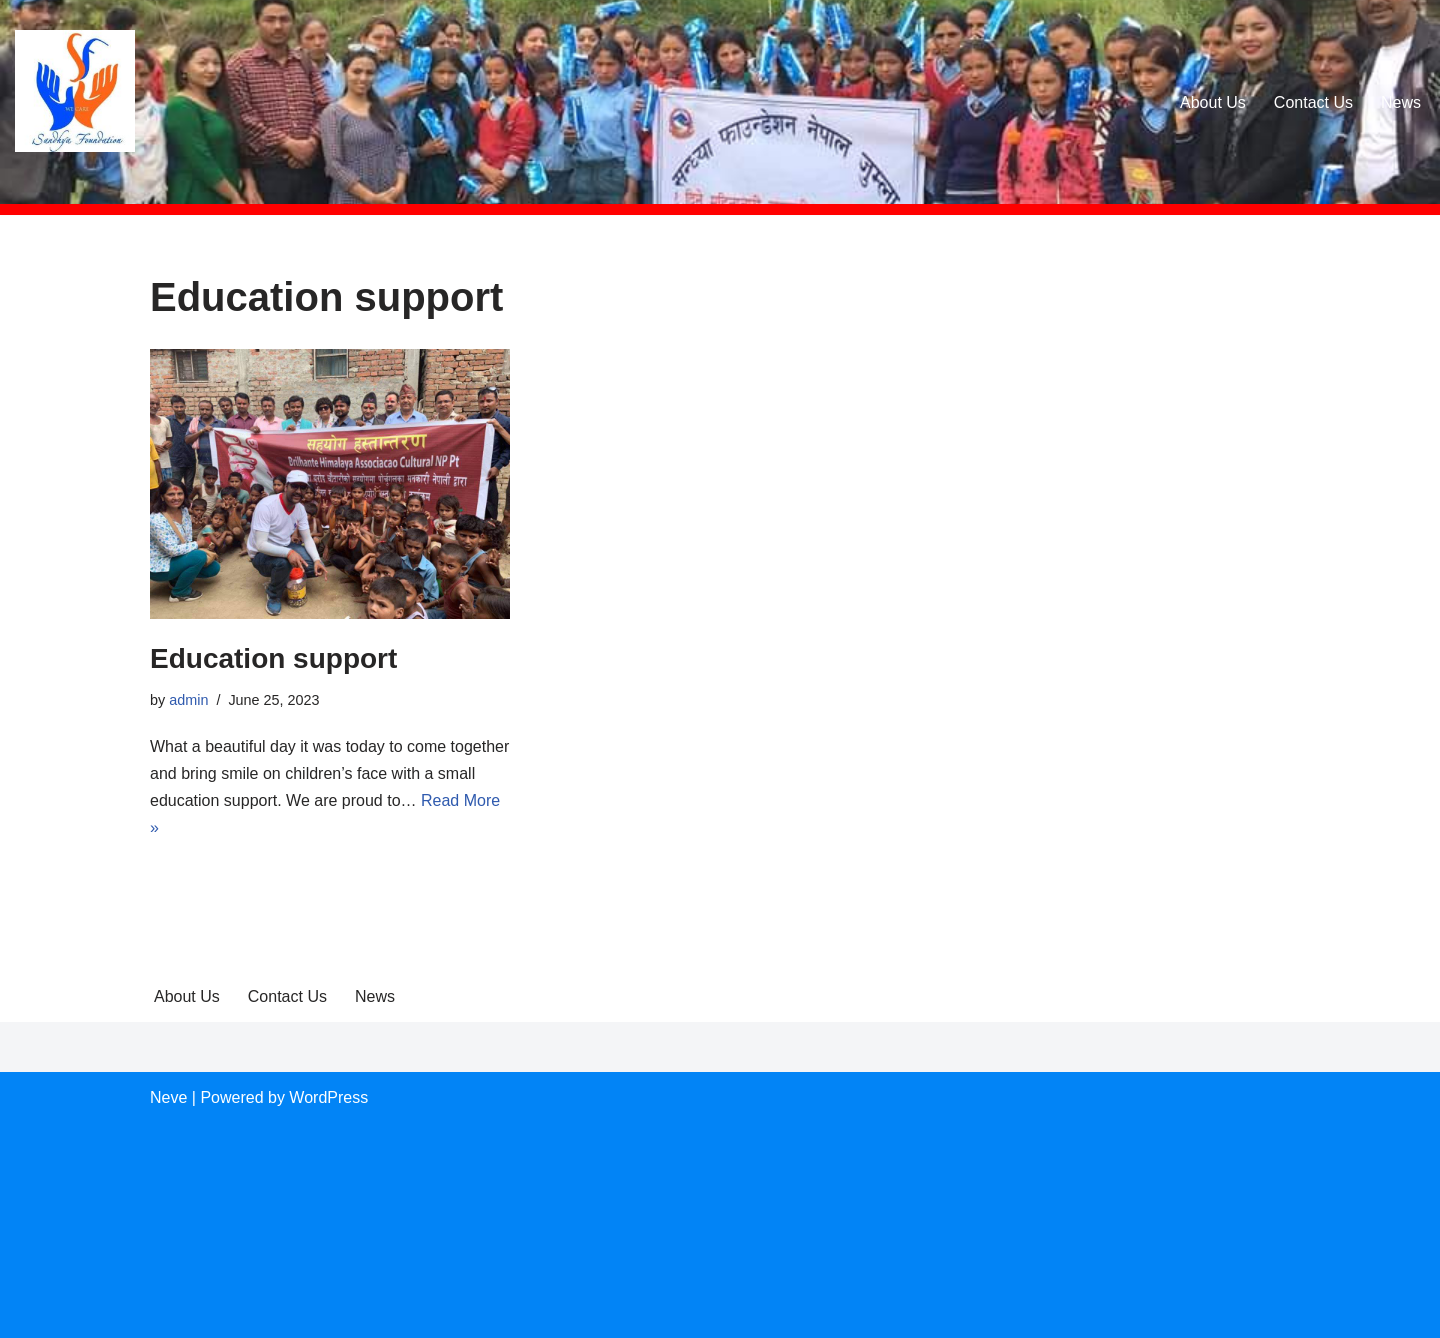 WE CARE
Sandhya Foundation
About Us
Contact Us
News
सन्ध्या फाउन्डेशन नेपाल जुम्ला
Education support
सहयोग हस्तान्तरण
Brilhante Himalaya Associacao Cultural NP Pt
Education support
by admin / June 25, 2023
What a beautiful day it was today to come together
and bring smile on children’s face with a small
education support. We are proud to… Read More
»
About Us
Contact Us
News
Neve | Powered by WordPress